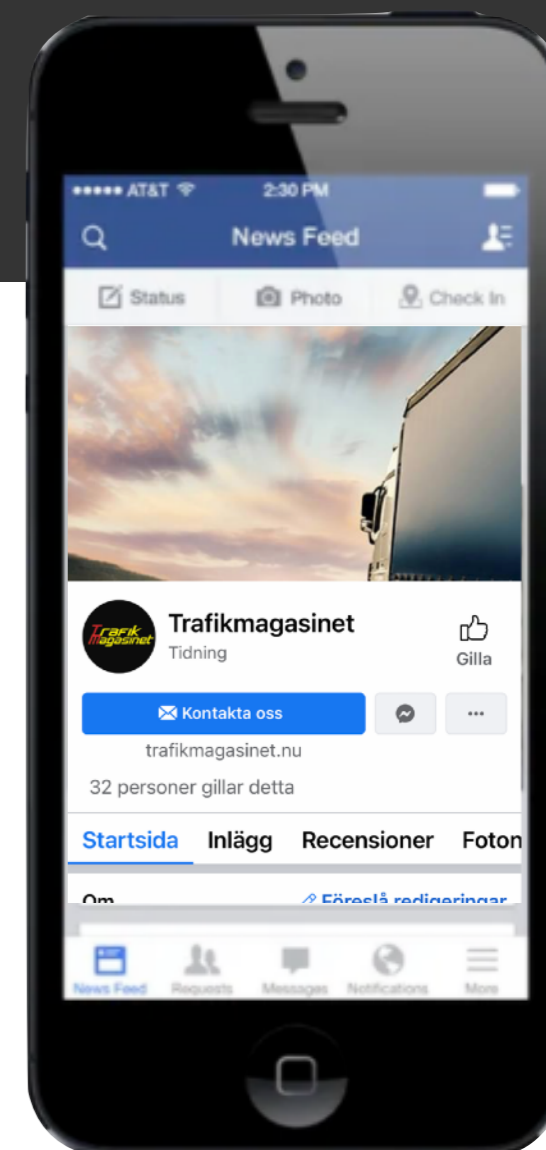 AT&T 2:30 PM
News Feed
Status Photo Check In
Trafik
Magasinet
Trafikmagasinet
Tidning
Gilla
Kontakta oss
trafikmagasinet.nu
32 personer gillar detta
Startsida Inlägg Recensioner Foton
Om Föreslå redigeringar
News Feed Requests Messages Notifications More